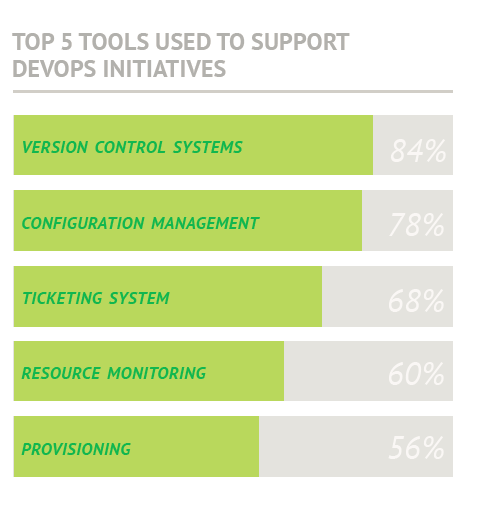 TOP 5 TOOLS USED TO SUPPORT
DEVOPS INITIATIVES
VERSION CONTROL SYSTEMS 84%
CONFIGURATION MANAGEMENT 78%
TICKETING SYSTEM 68%
RESOURCE MONITORING 60%
PROVISIONING 56%